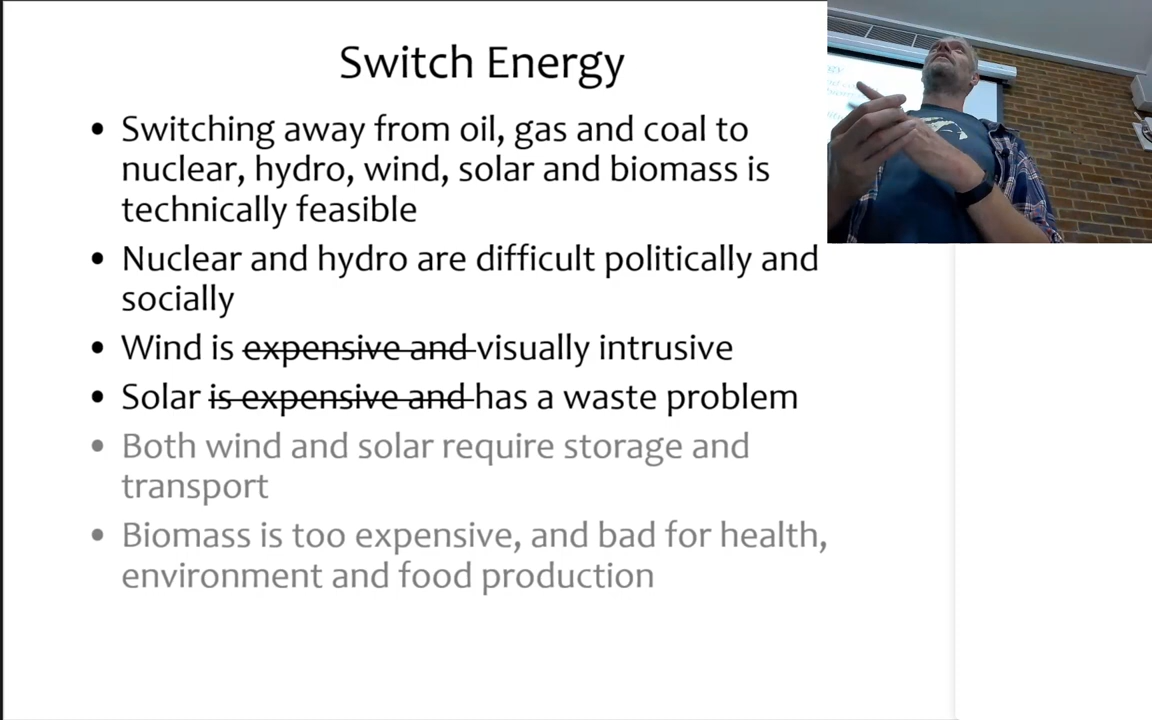 Switch Energy
• Switching away from oil, gas and coal to
nuclear, hydro, wind, solar and biomass is
technically feasible
• Nuclear and hydro are difficult politically and
socially
• Wind is expensive and visually intrusive
• Solar is expensive and has a waste problem
• Both wind and solar require storage and
transport
• Biomass is too expensive, and bad for health,
environment and food production